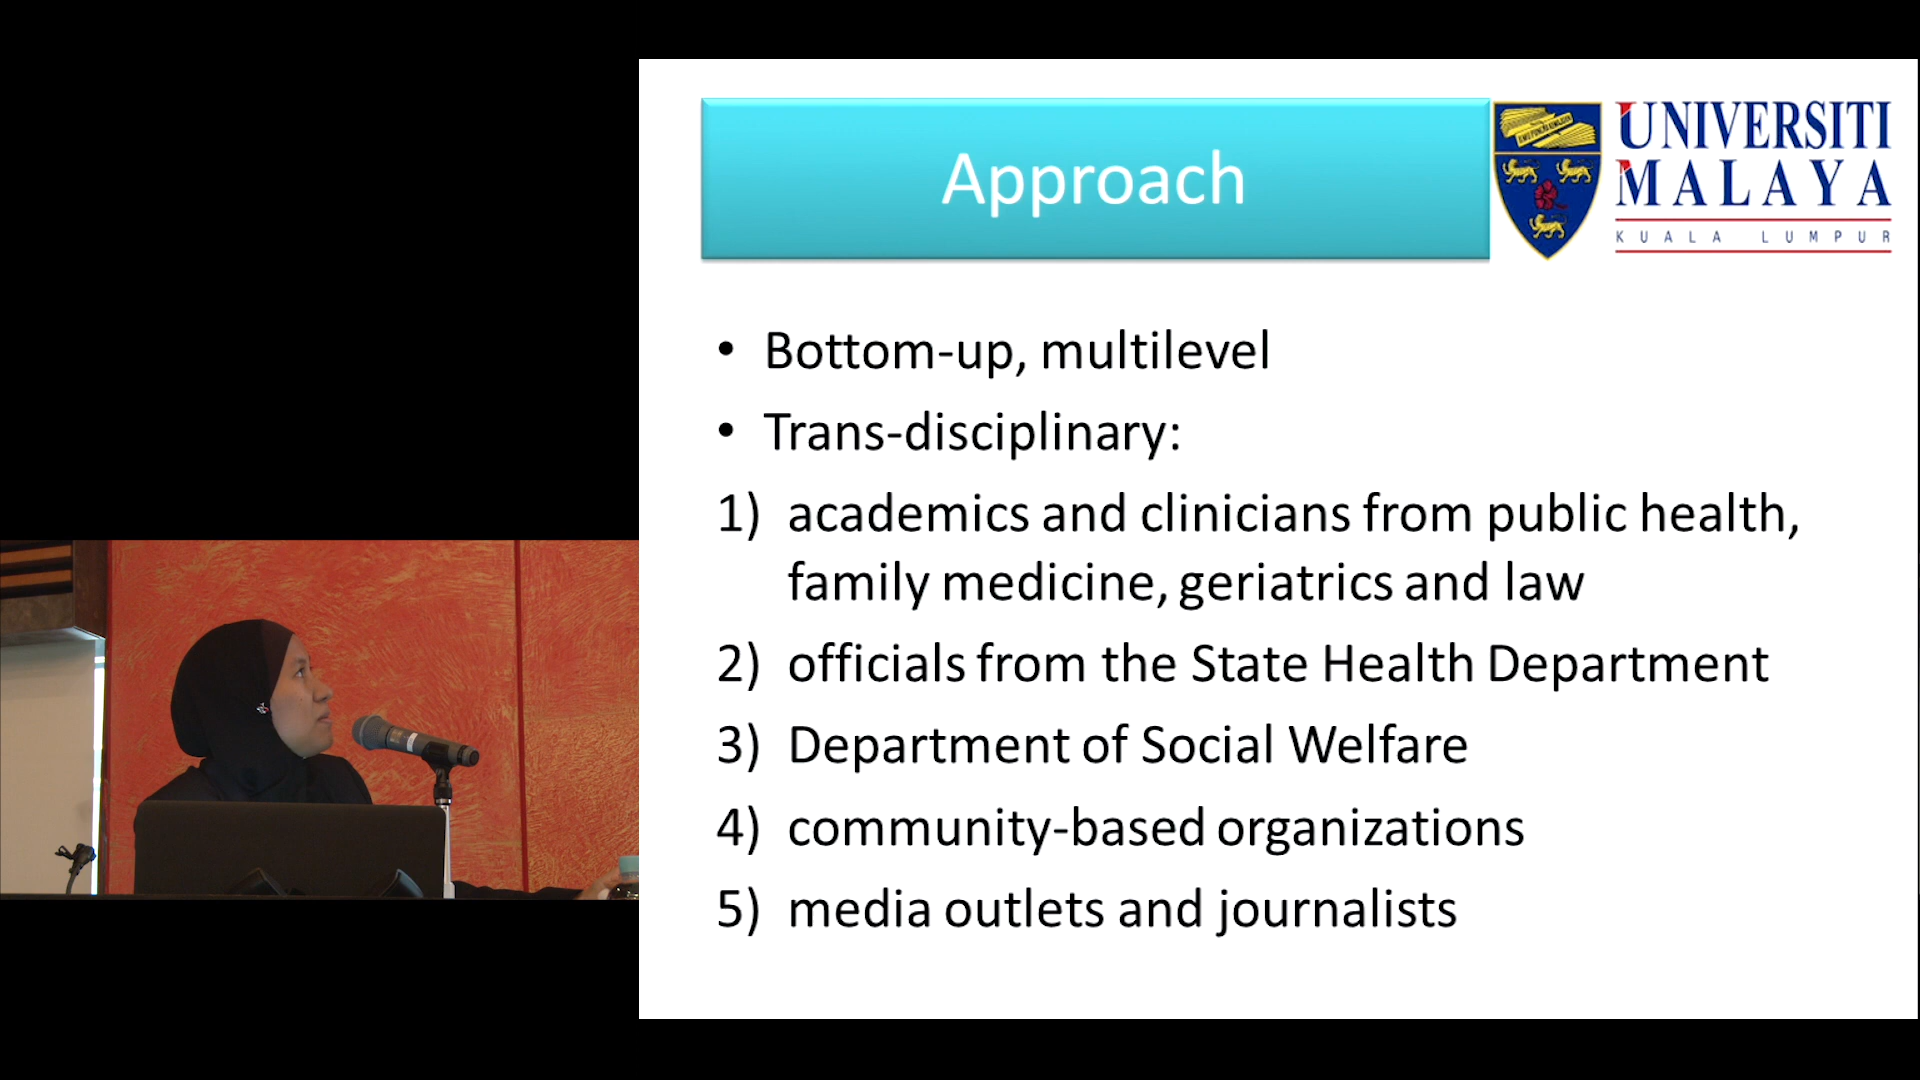 Approach
UNIVERSITI
MALAYA
KUALA LUMPUR
• Bottom-up, multilevel
• Trans-disciplinary:
1) academics and clinicians from public health,
family medicine, geriatrics and law
2) officials from the State Health Department
3) Department of Social Welfare
4) community-based organizations
5) media outlets and journalists